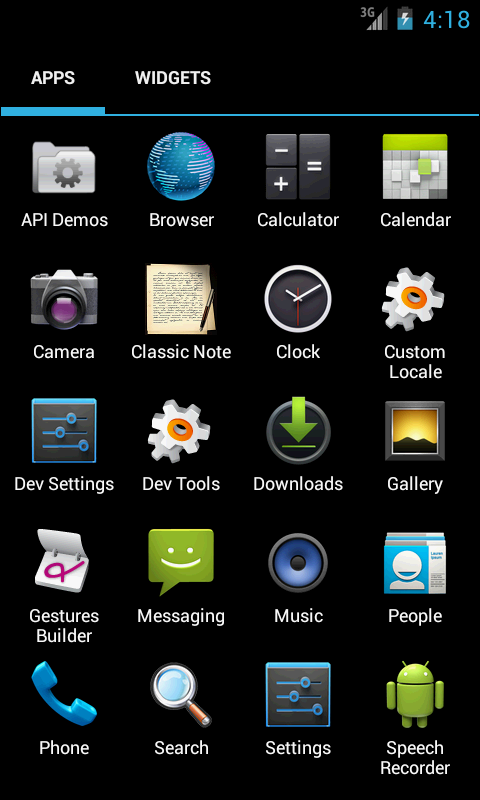 3G 4:18
APPS WIDGETS
API Demos Browser Calculator Calendar
Camera Classic Note Clock Custom
Locale
Dev Settings Dev Tools Downloads Gallery
Gestures
Builder Messaging Music People
Phone Search Settings Speech
Recorder